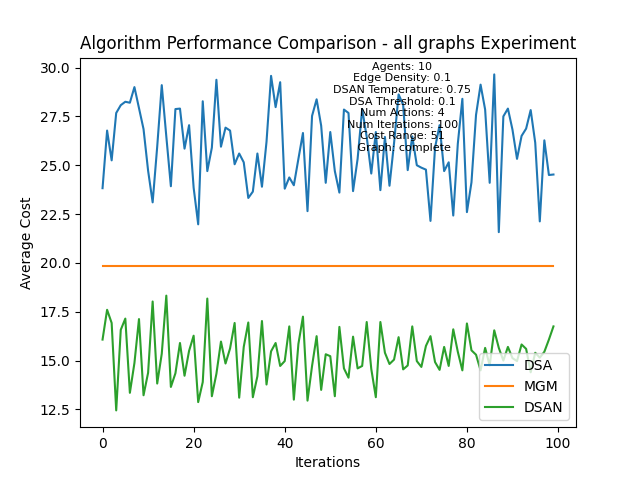 Algorithm Performance Comparison - all graphs Experiment
Agents: 10
Edge Density: 0.1
DSAN Temperature: 0.75
DSA Threshold: 0.1
Num Actions: 4
Num Iterations: 100
Cost Range: 51
Graph: complete
Average Cost
30.0
27.5
25.0
22.5
20.0
17.5
15.0
12.5
0
20
40
60
80
100
Iterations
DSA
MGM
DSAN